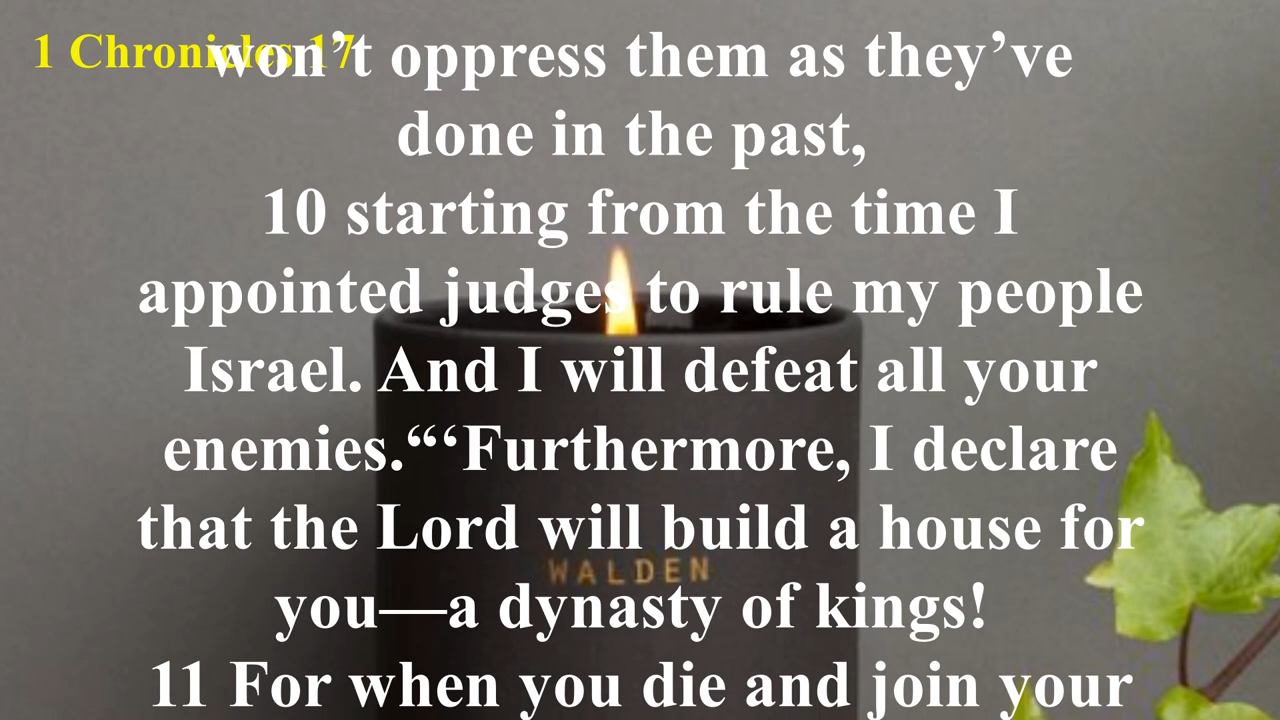 1 Chronicles 17
won’t oppress them as they’ve
done in the past,
10 starting from the time I
appointed judges to rule my people
Israel. And I will defeat all your
enemies.“‘Furthermore, I declare
that the Lord will build a house for
WALDEN
you—a dynasty of kings!
11 For when you die and join your